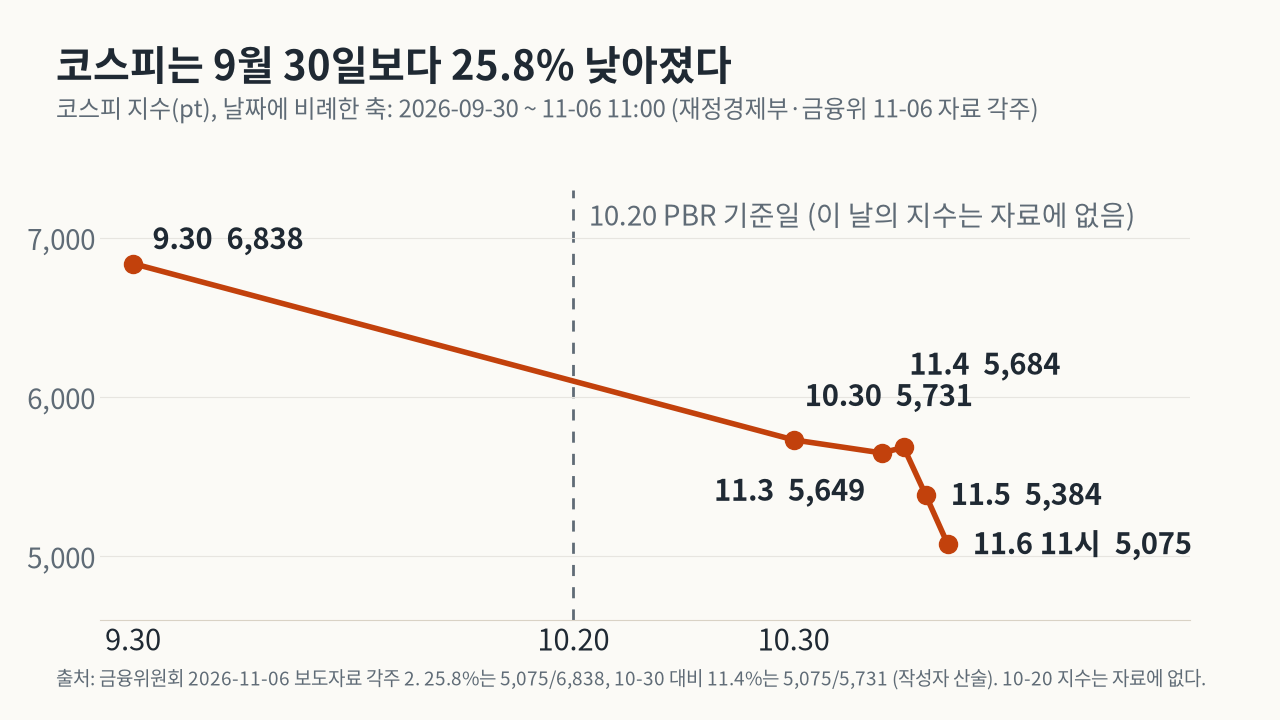 코스피는 9월 30일보다 25.8% 낮아졌다
코스피 지수(pt), 날짜에 비례한 축: 2026-09-30 ~ 11-06 11:00 (재정경제부·금융위 11-06 자료 각주)
10.20 PBR 기준일 (이 날의 지수는 자료에 없음)
7,000
9.30 6,838
11.4 5,684
6,000
10.30 5,731
11.3 5,649
11.5 5,384
11.6 11시 5,075
5,000
9.30 10.20 10.30
출처: 금융위원회 2026-11-06 보도자료 각주 2. 25.8%는 5,075/6,838, 10-30 대비 11.4%는 5,075/5,731 (작성자 산술). 10-20 지수는 자료에 없다.